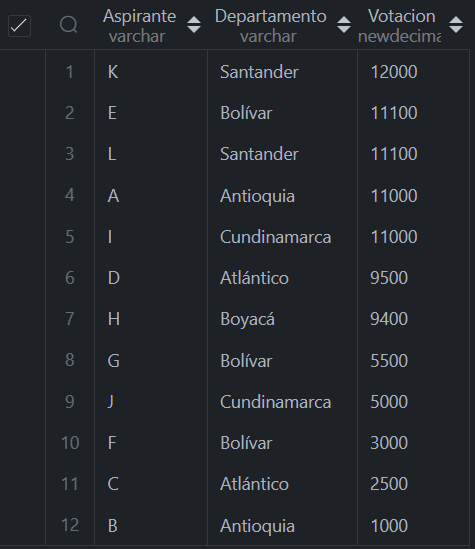 Aspirante Departamento Votacion
varchar varchar newdecima
1 K Santander 12000
2 E Bolívar 11100
3 L Santander 11100
4 A Antioquia 11000
5 I Cundinamarca 11000
6 D Atlántico 9500
7 H Boyacá 9400
8 G Bolívar 5500
9 J Cundinamarca 5000
10 F Bolívar 3000
11 C Atlántico 2500
12 B Antioquia 1000